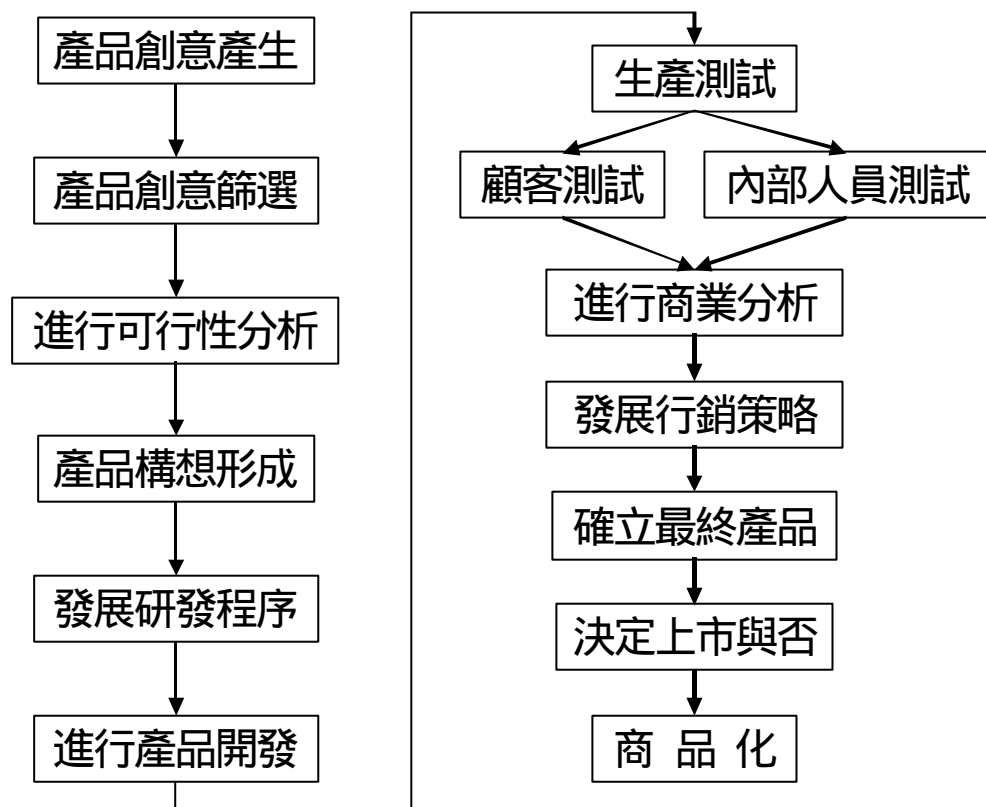 產品創意產生
產品創意篩選
進行可行性分析
產品構想形成
發展研發程序
進行產品開發
生產測試
顧客測試
內部人員測試
進行商業分析
發展行銷策略
確立最終產品
決定上市與否
商 品 化